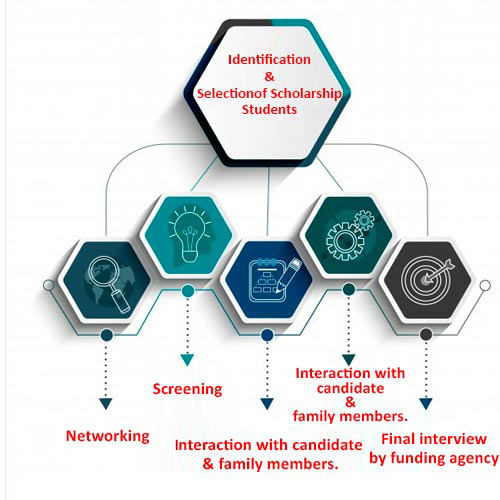 Identification
&
Selectionof Scholarship
Students
Networking
Screening
Interaction with candidate
& family members.
Interaction with
candidate
&
family members.
Final interview
by funding agency